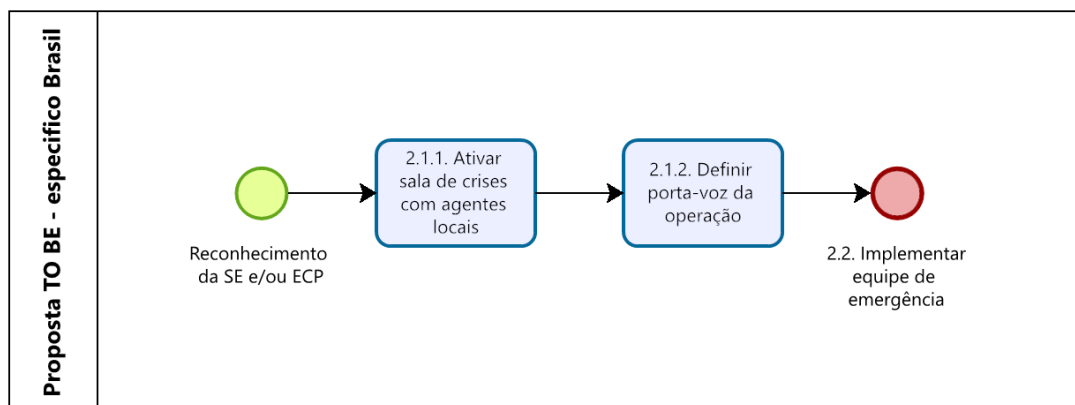 Proposta TO BE - especifico Brasil
Reconhecimento
da SE e/ou ECP
2.1.1. Ativar
sala de crises
com agentes
locais
2.1.2. Definir
porta-voz da
operação
2.2. Implementar
equipe de
emergência